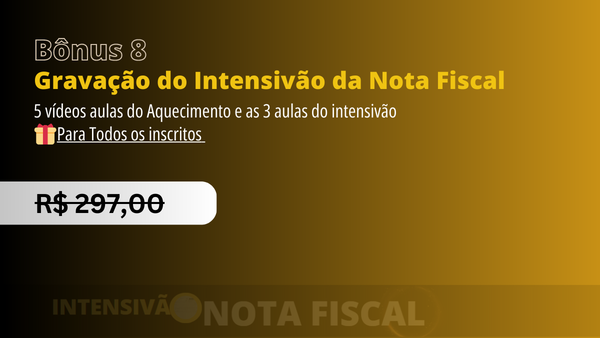 Bônus 8
Gravação do Intensivão da Nota Fiscal
5 vídeos aulas do Aquecimento e as 3 aulas do intensivão
Para Todos os inscritos
R$ 297,00
INTENSIVÃ NOTA FISCAL